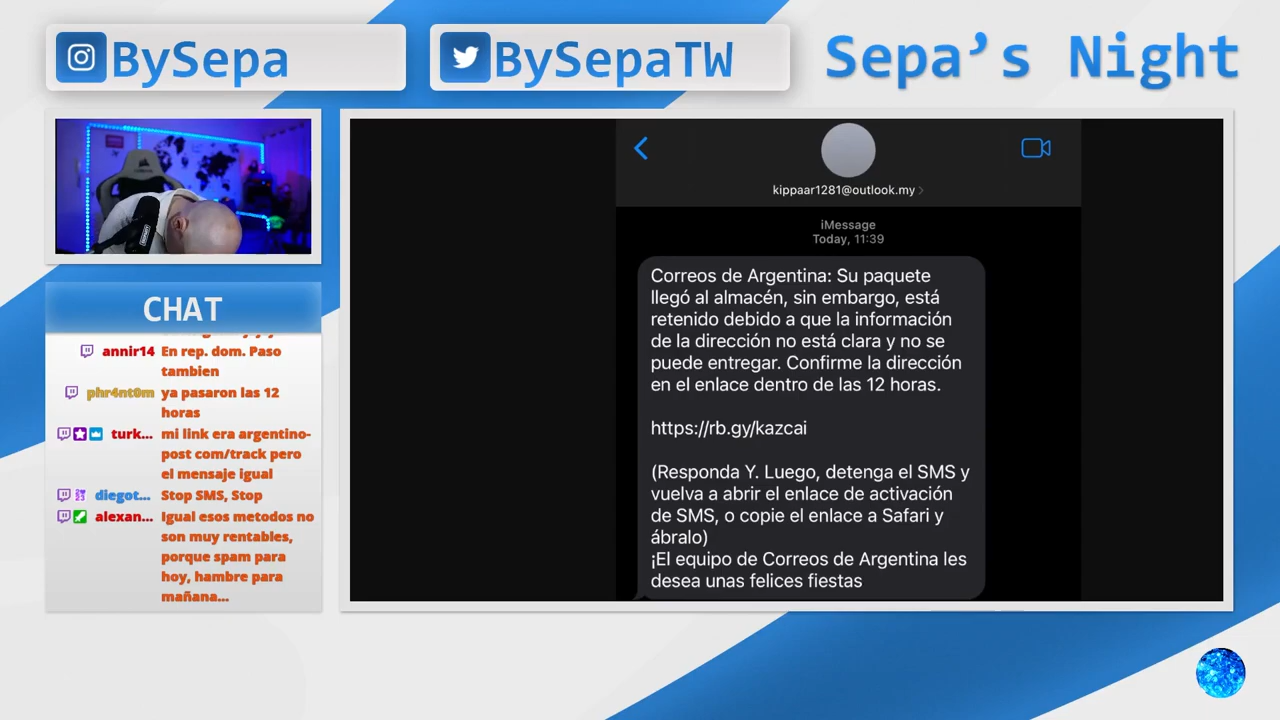 BySepa
BySepaTW
Sepa's Night
kippaar1281@outlook.my
iMessage
Today, 11:39
Correos de Argentina: Su paquete
llegó al almacén, sin embargo, está
retenido debido a que la información
de la dirección no está clara y no se
puede entregar. Confirme la dirección
en el enlace dentro de las 12 horas.
https://rb.gy/kazcai
(Responda Y. Luego, detenga el SMS y
vuelva a abrir el enlace de activación
de SMS, o copie el enlace a Safari y
ábralo)
¡El equipo de Correos de Argentina les
desea unas felices fiestas
CHAT
annir14 En rep. dom. Paso
tambien
phr4nt0m ya pasaron las 12
horas
turk... mi link era argentino-
post com/track pero
el mensaje igual
diegot... Stop SMS, Stop
alexan... Igual esos metodos no
son muy rentables,
porque spam para
hoy, hambre para
mañana...